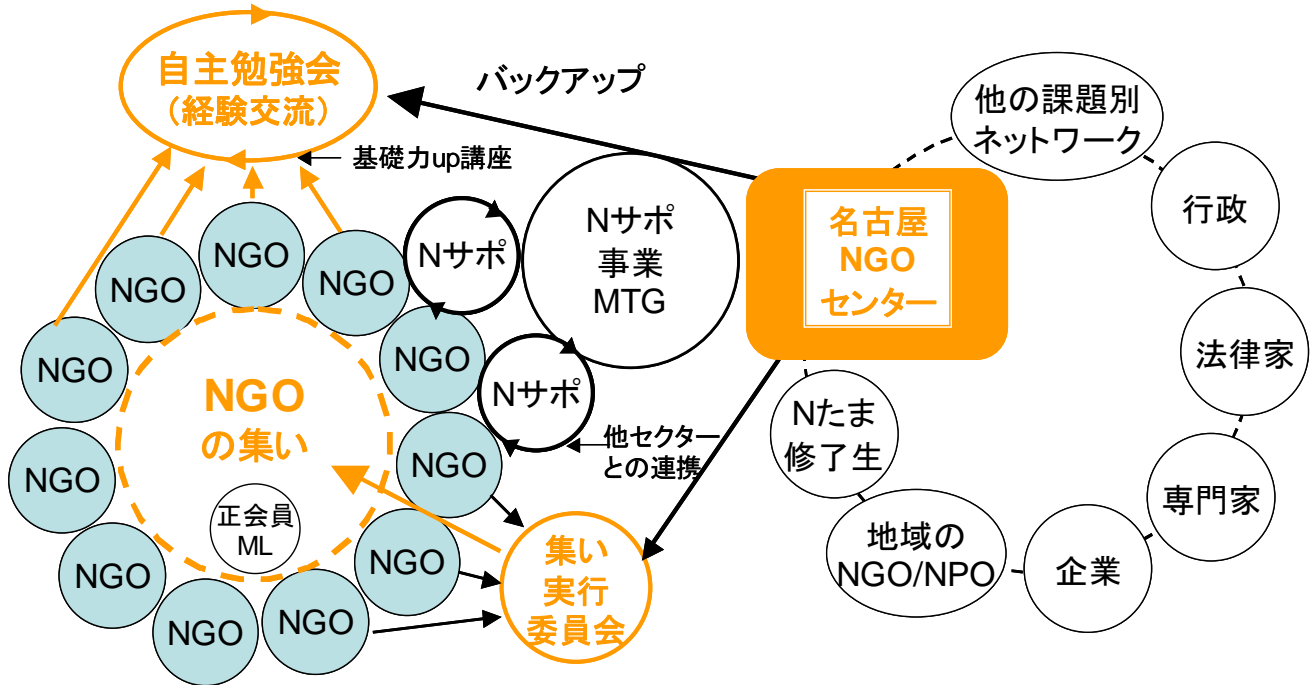 自主勉強会
(経験交流)
バックアップ
基礎力up講座
他の課題別
ネットワーク
行政
法律家
専門家
企業
地域の
NGO/NPO
Nたま
修了生
名古屋
NGO
センター
Nサポ
事業
MTG
Nサポ
Nサポ
他セクター
との連携
NGO
NGO
NGO
NGO
NGO
NGO
NGO
NGO
NGO
NGO
NGO
NGO
の集い
正会員
ML
集い
実行
委員会